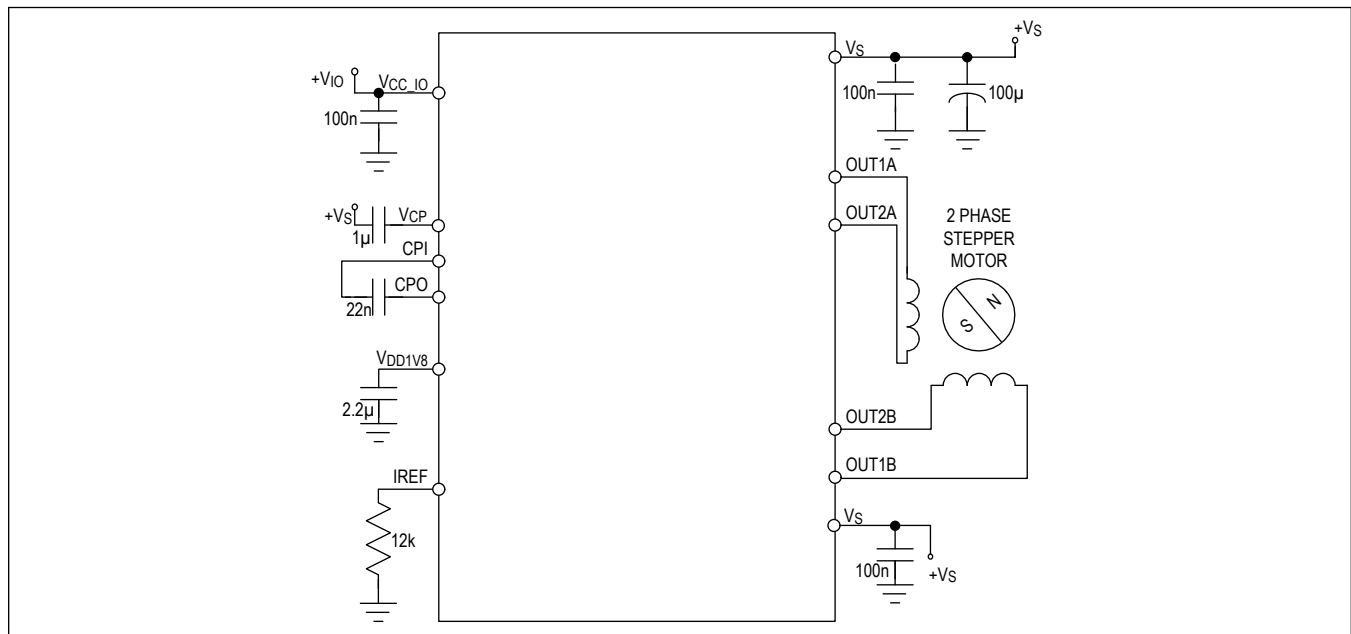 +VS
VS
100n
100µ
+VIO
VCC_IO
100n
OUT1A
OUT2A
2 PHASE
STEPPER
MOTOR
N
S
+VS
1µ
VCP
CPI
CPO
22n
VDD1V8
2.2µ
OUT2B
OUT1B
IREF
12k
VS
100n
+VS